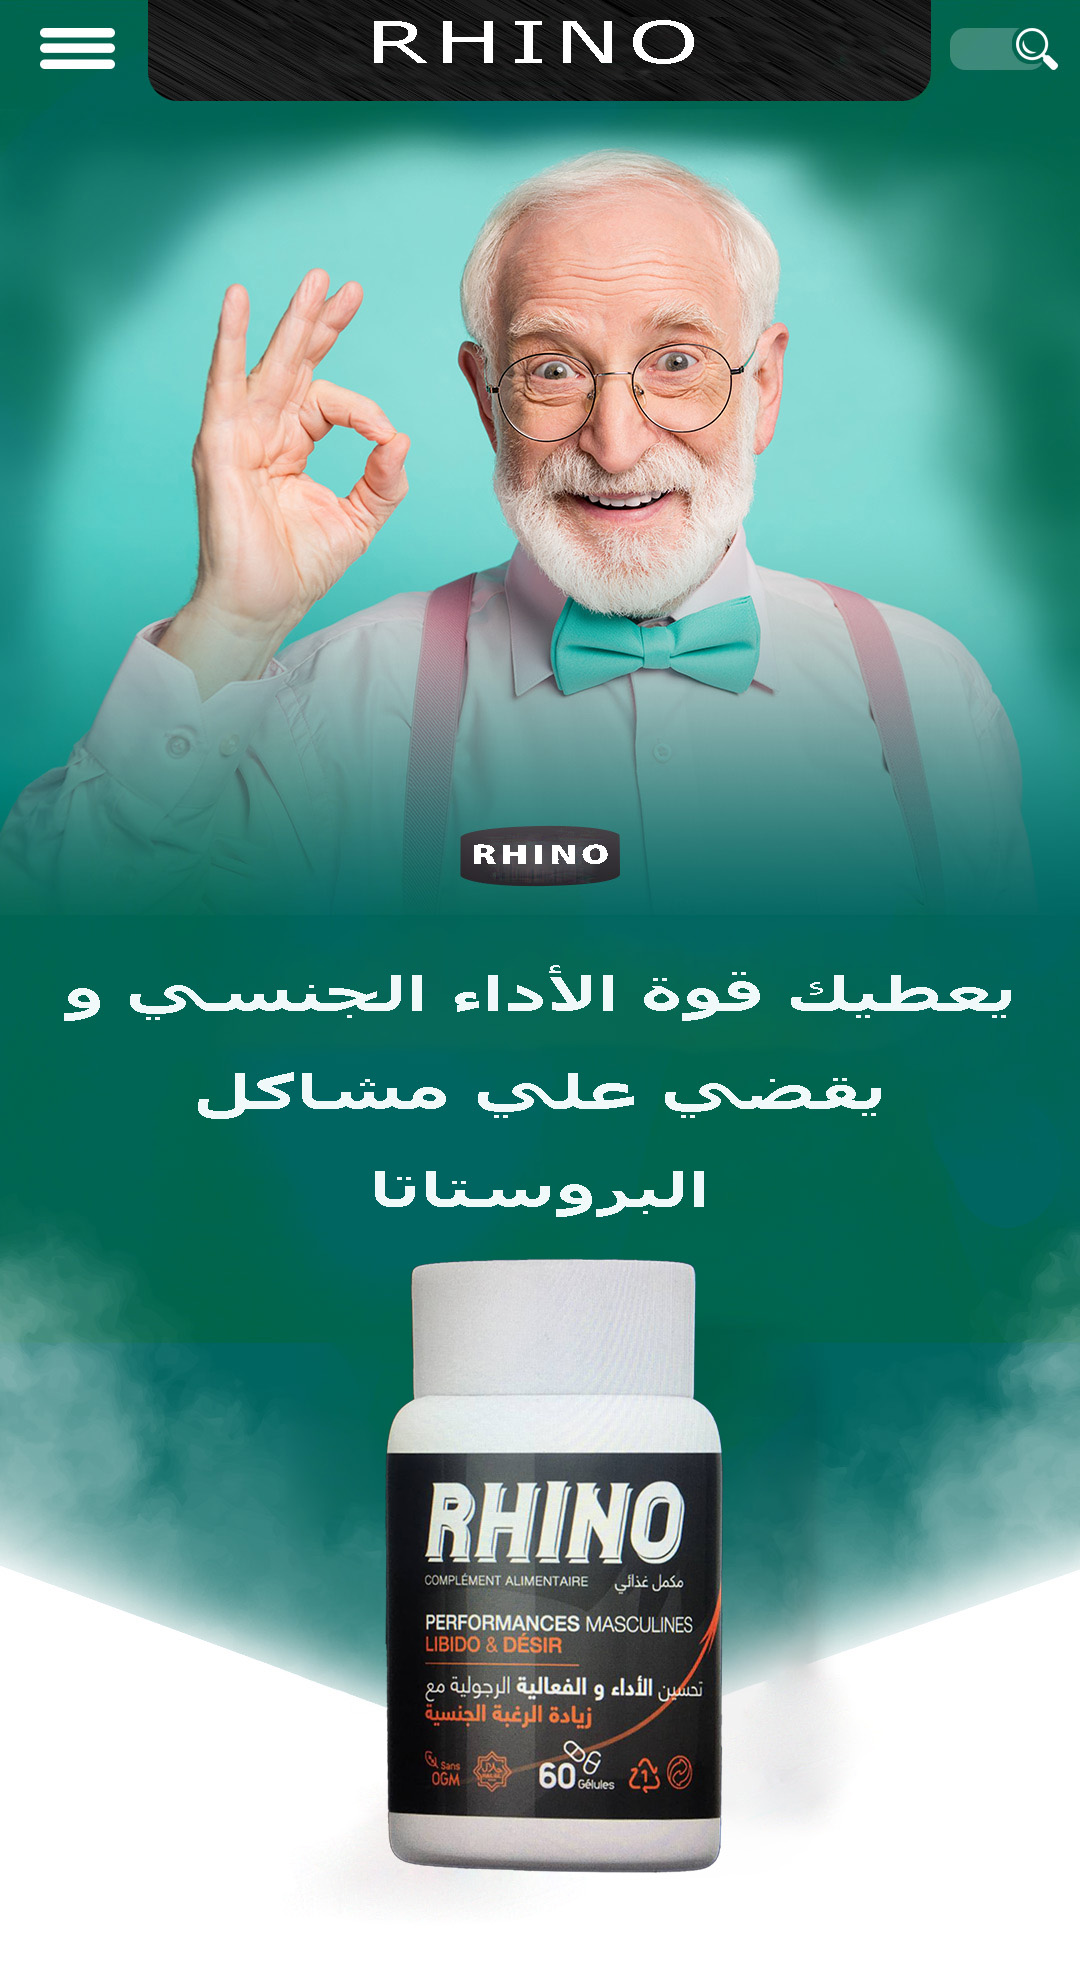 RHINO
RHINO
يعطيك قوة الأداء الجنسي و
يقضي علي مشاكل
البروستاتا
RHINO
COMPLÉMENT ALIMENTAIRE مكمل غذائي
PERFORMANCES MASCULINES
LIBIDO & DÉSIR
تحسين الأداء و الفعالية الرجولية مع
زيادة الرغبة الجنسية
Sans
OGM
60 Gélules
1